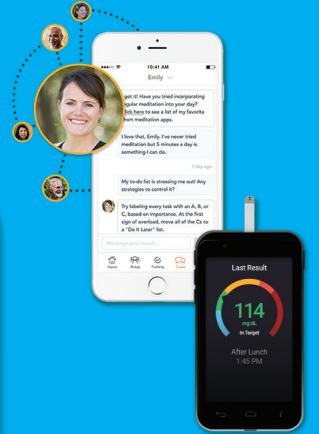 10:41 AM
Emily
get it! Have you tried incorporating
regular meditation into your day?
Click here to see a list of my favorite
short meditation apps.
I love that, Emily. I've never tried
meditation but 5 minutes a day is
something I can do.
1 day ago
My to-do list is stressing me out! Any
strategies to control it?
Try labeling every task with an A, B, or
C, based on importance. At the first
sign of overload, move all of the Cs to
a "Do It Later" list.
Message your coach...
Home Group Tracking Coach
Last Result
114
mg/dL
In Target
After Lunch
1:45 PM